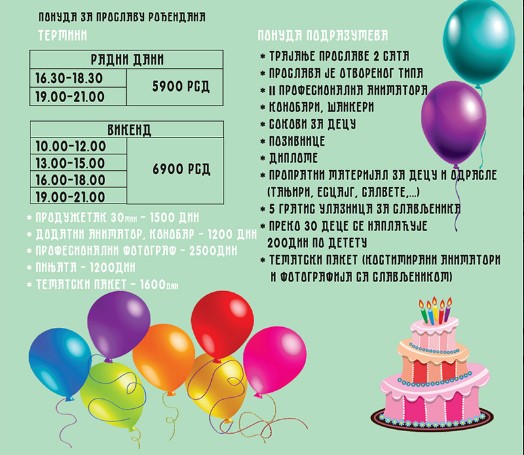 ПОНУДА ЗА ПРОСЛАВУ РОЂЕНДАНА
ТЕРМИНИ
РАДНИ ДАНИ
16.30-18.30
19.00-21.00
5900 РСД
ВИКЕНД
10.00-12.00
13.00-15.00
16.00-18.00
19.00-21.00
6900 РСД
* ПРОДУЖЕТАК 30мин - 1500 ДИН
* ДОДАТНИ АНИМАТОР, КОНОБАР - 1200 ДИН
* ПРОФЕСИОНАЛНИ ФОТОГРАФ - 2500ДИН
* ПИЊАТА - 1200ДИН
* ТЕМАТСКИ ПАКЕТ - 1600дин
ПОНУДА ПОДРАЗУМЕВА
* ТРАЈАЊЕ ПРОСЛАВЕ 2 САТА
* ПРОСЛАВА ЈЕ ОТВОРЕНОГ ТИПА
* II ПРОФЕСИОНАЛНА АНИМАТОРА
* КОНОБАРИ, ШАНКЕРИ
* СОКОВИ ЗА ДЕЦУ
* ПОЗИВНИЦЕ
* ДИПЛОМЕ
* ПРОПРАТНИ МАТЕРИЈАЛ ЗА ДЕЦУ И ОДРАСЛЕ
(ТАЊИРИ, ЕСЦАЈГ, САЛВЕТЕ,...)
* 5 ГРАТИС УЛАЗНИЦА ЗА СЛАВЉЕНИКА
* ПРЕКО 30 ДЕЦЕ СЕ НАПЛАЋУЈЕ
200ДИН ПО ДЕТЕТУ
* ТЕМАТСКИ ПАКЕТ (КОСТИМИРАНИ АНИМАТОРИ
И ФОТОГРАФИЈА СА СЛАВЉЕНИКОМ)